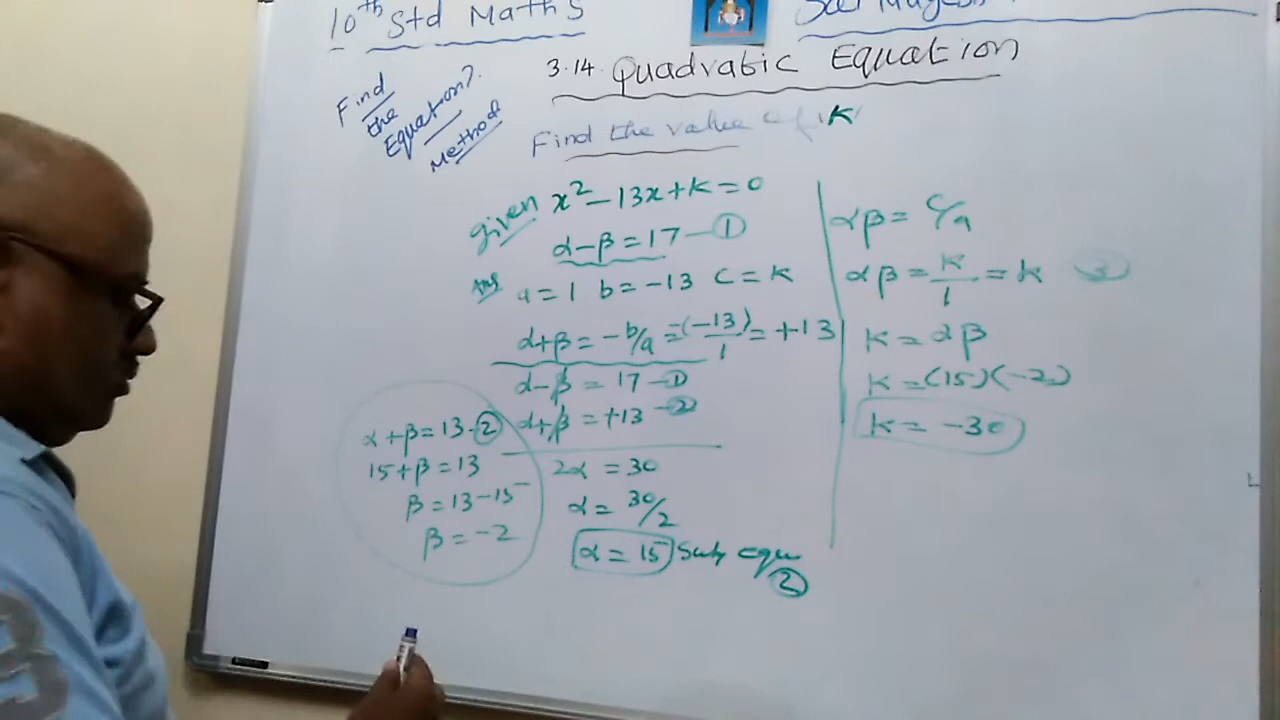 10th Std Maths
3.14. Quadratic Equation
Find the Equation?. Method
Find the value of K
given x² - 13x + k = 0
α - β = 17 - ①
Ans a = 1 b = -13 c = k
α+β = -b/a = (-13)/1 = +13
α - β = 17 - ①
α+β = +13 - ②
2α = 30
α = 30/2
α = 15 Sub equ ②
α + β = 13 - ②
15 + β = 13
β = 13 - 15
β = -2
αβ = c/a
αβ = k/1 = k ③
k = αβ
k = (15)(-2)
k = -30